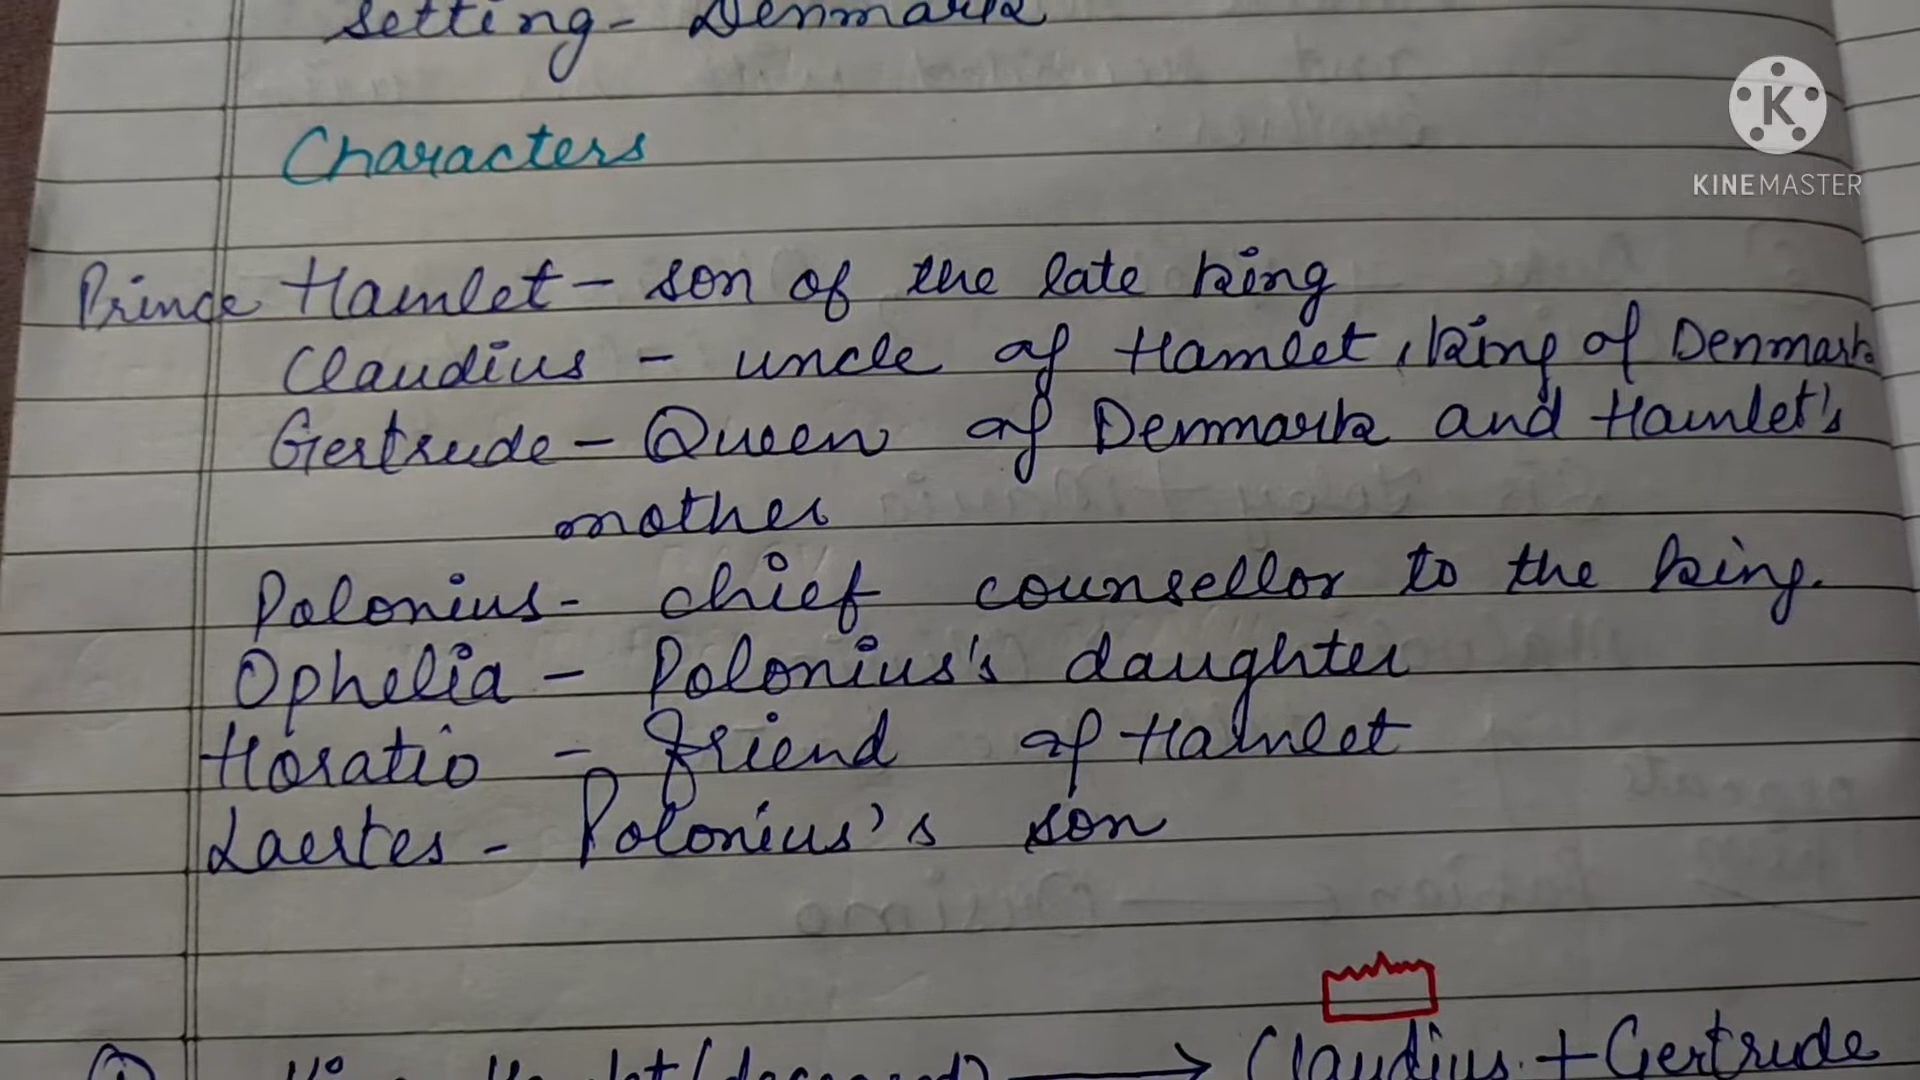 Setting - Denmark
Characters
KINEMASTER
Prince Hamlet - son of the late king
Claudius - uncle of Hamlet, king of Denmark
Gertrude - Queen of Denmark and Hamlet's
mother
Polonius - chief counsellor to the king.
Ophelia - Polonius's daughter
Horatio - friend of Hamlet
Laertes - Polonius's son
Hamlet (deceased) → Claudius + Gertrude